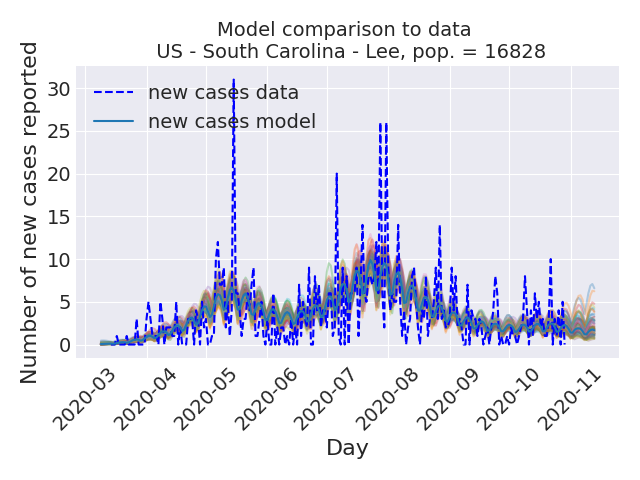 Model comparison to data
US - South Carolina - Lee, pop. = 16828
Number of new cases reported
30
25
20
15
10
5
0
new cases data
new cases model
2020-03
2020-04
2020-05
2020-06
2020-07
2020-08
2020-09
2020-10
2020-11
Day